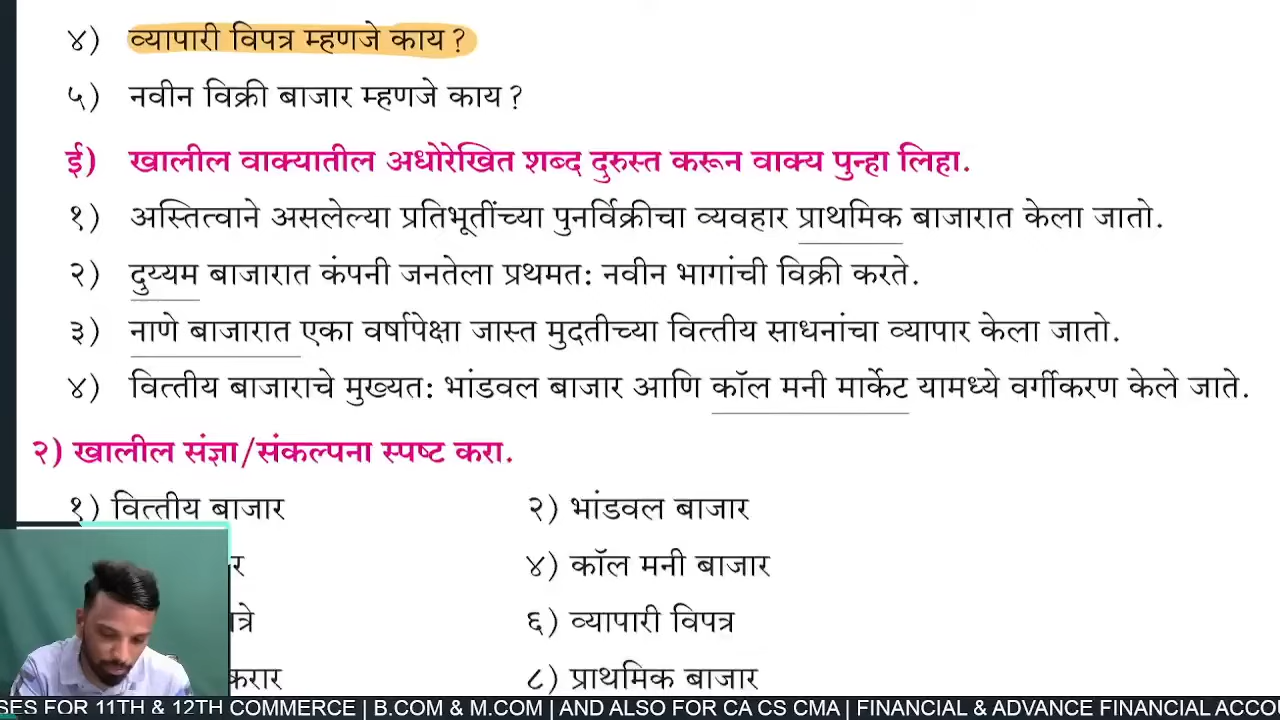 ४) व्यापारी विपत्र म्हणजे काय?
५) नवीन विक्री बाजार म्हणजे काय?
ई) खालील वाक्यातील अधोरेखित शब्द दुरुस्त करून वाक्य पुन्हा लिहा.
१) अस्तित्वाने असलेल्या प्रतिभूतींच्या पुनर्विक्रीचा व्यवहार प्राथमिक बाजारात केला जातो.
२) दुय्यम बाजारात कंपनी जनतेला प्रथमत: नवीन भागांची विक्री करते.
३) नाणे बाजारात एका वर्षापेक्षा जास्त मुदतीच्या वित्तीय साधनांचा व्यापार केला जातो.
४) वित्तीय बाजाराचे मुख्यत: भांडवल बाजार आणि कॉल मनी मार्केट यामध्ये वर्गीकरण केले जाते.
२) खालील संज्ञा/संकल्पना स्पष्ट करा.
१) वित्तीय बाजार २) भांडवल बाजार
र ४) कॉल मनी बाजार
त्रे ६) व्यापारी विपत्र
करार ८) प्राथमिक बाजार
SES FOR 11TH & 12TH COMMERCE | B.COM & M.COM | AND ALSO FOR CA CS CMA | FINANCIAL & ADVANCE FINANCIAL ACCO